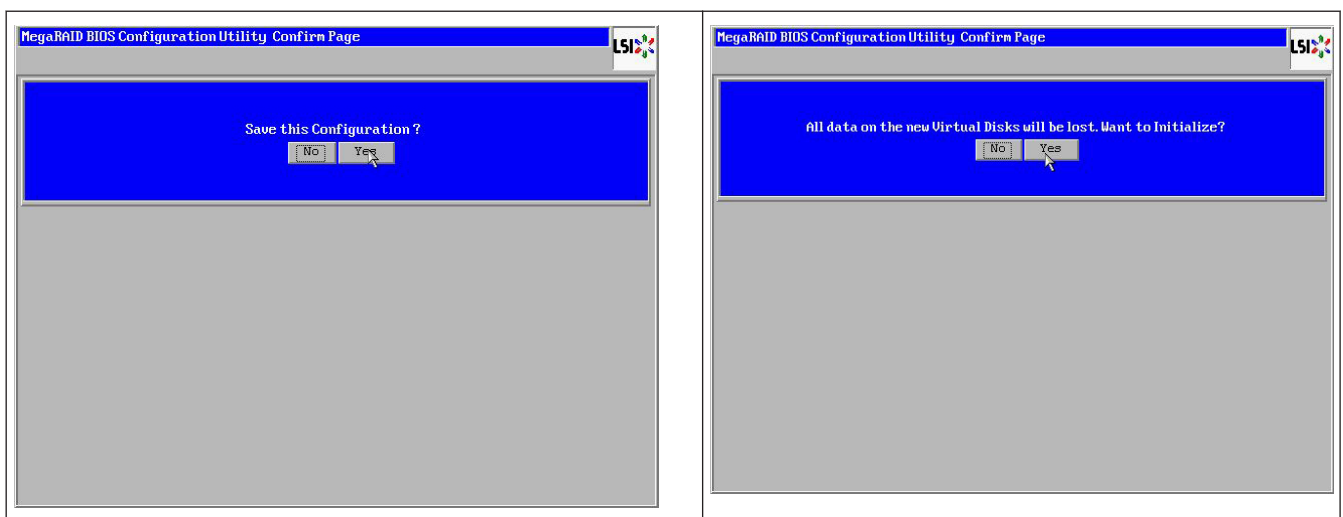 MegaRAID BIOS Configuration Utility Confirm Page
LSI
Save this Configuration ?
No Yes
MegaRAID BIOS Configuration Utility Confirm Page
LSI
All data on the new Virtual Disks will be lost. Want to Initialize?
No Yes